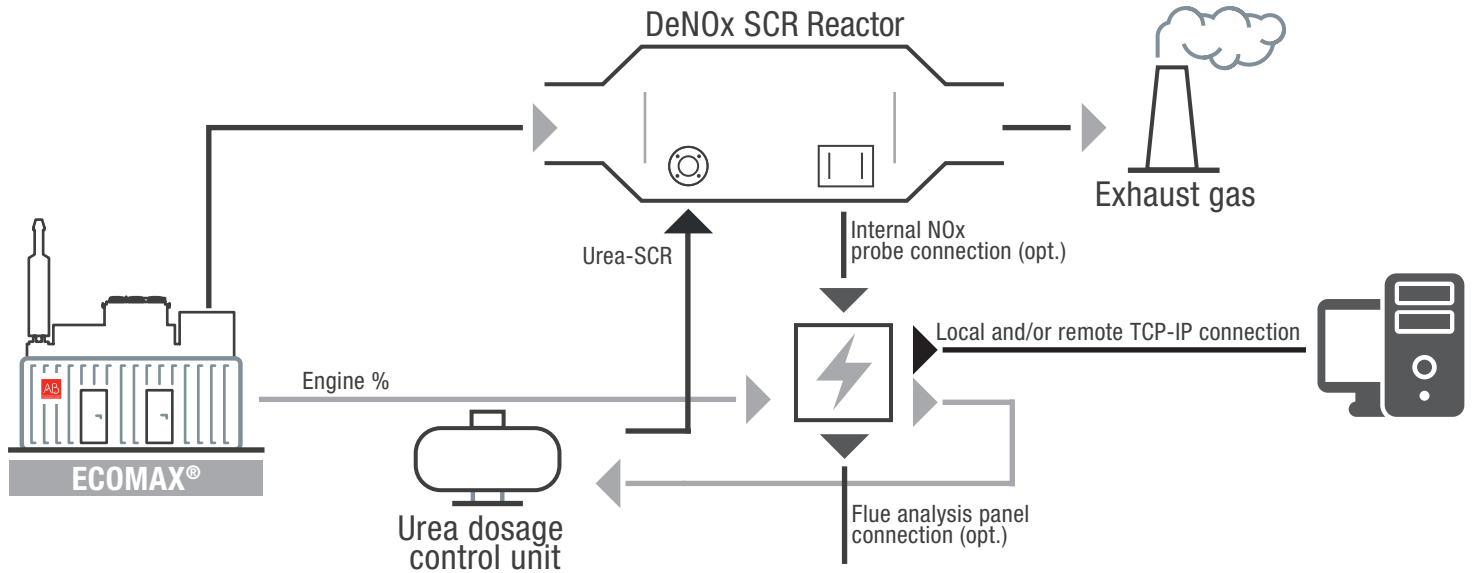 DeNOx SCR Reactor
Exhaust gas
Internal NOx
probe connection (opt.)
Urea-SCR
Local and/or remote TCP-IP connection
Engine %
AB
ECOMAX®
Urea dosage
control unit
Flue analysis panel
connection (opt.)